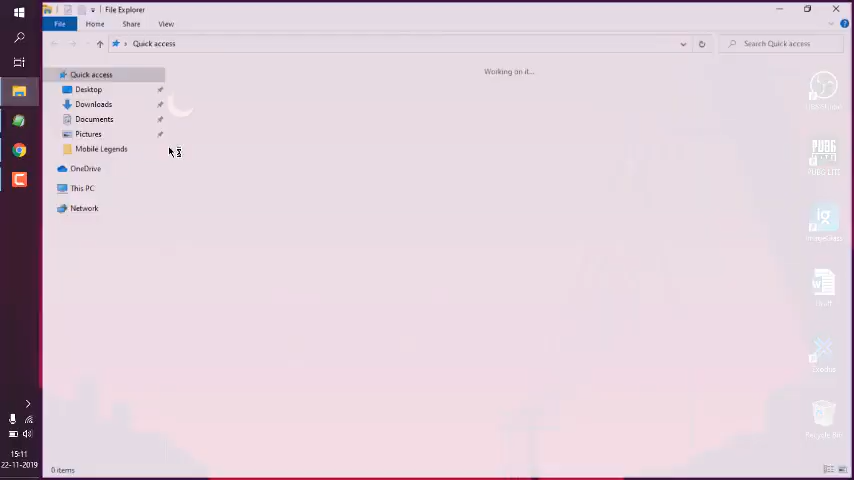 File Explorer
File Home Share View
Quick access
Search Quick access
Quick access
Working on it...
Desktop
Downloads
Documents
Pictures
Mobile Legends
OneDrive
This PC
Network
PUBG
PUBG LITE
ig
Recycle Bin
15:11
22-11-2019
0 items